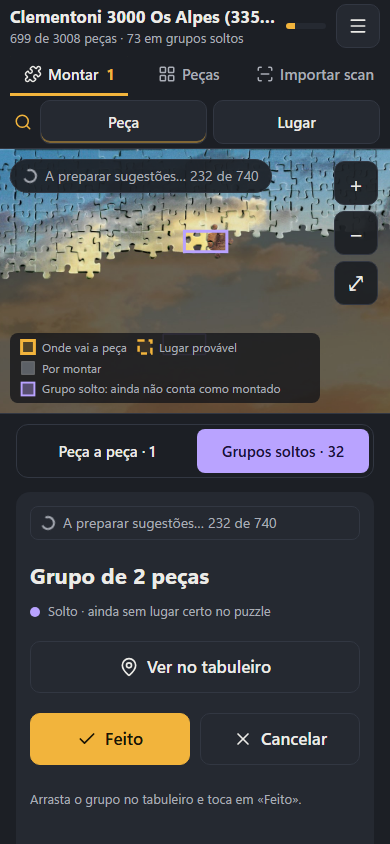 Clementoni 3000 Os Alpes (335...
699 de 3008 peças · 73 em grupos soltos
Montar 1
Peças
Importar scan
Peça
Lugar
A preparar sugestões... 232 de 740
Onde vai a peça
Lugar provável
Por montar
Grupo solto: ainda não conta como montado
Peça a peça · 1
Grupos soltos · 32
A preparar sugestões... 232 de 740
Grupo de 2 peças
Solto · ainda sem lugar certo no puzzle
Ver no tabuleiro
Feito
Cancelar
Arrasta o grupo no tabuleiro e toca em «Feito».